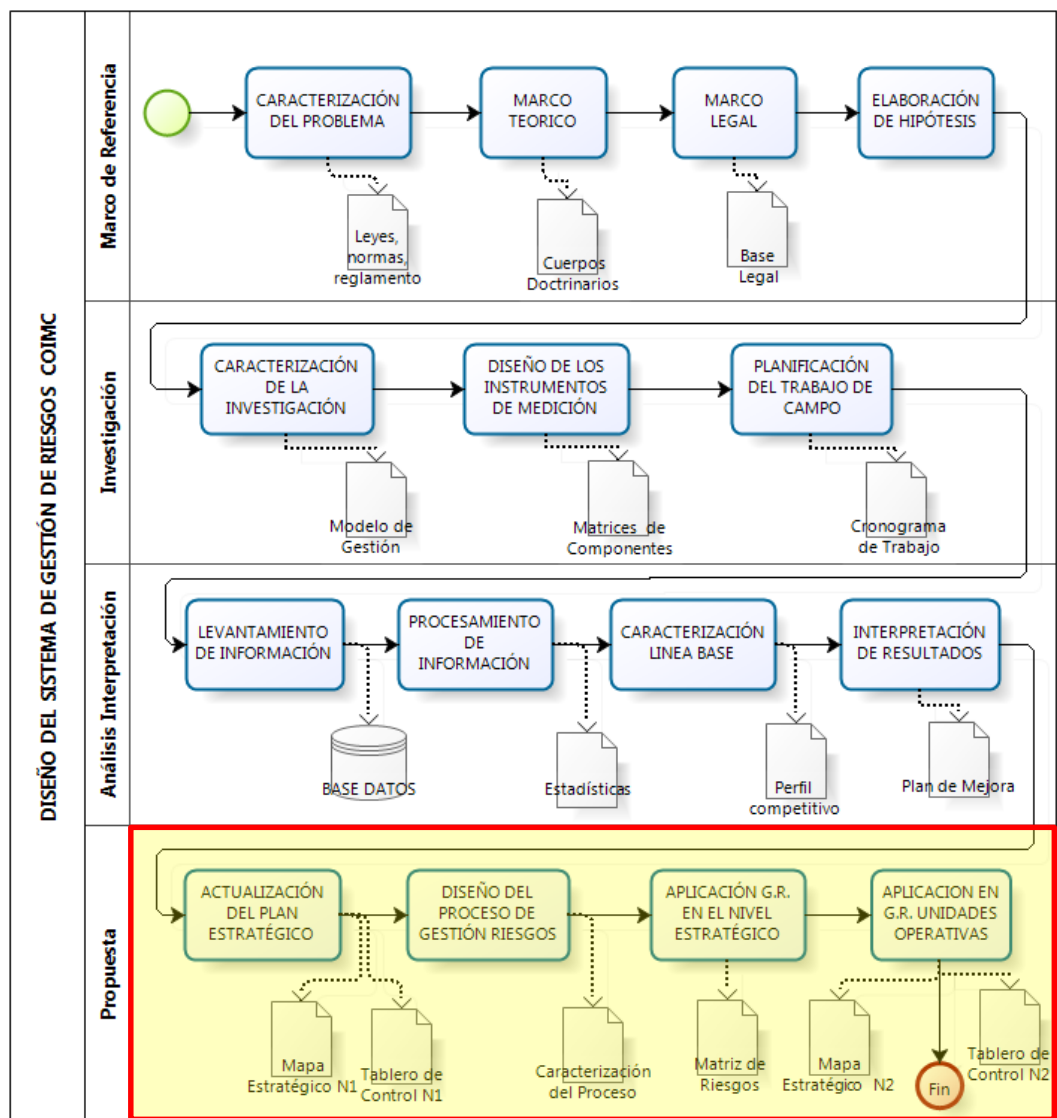 DISEÑO DEL SISTEMA DE GESTIÓN DE RIESGOS COIMC
Marco de Referencia
CARACTERIZACIÓN
DEL PROBLEMA
MARCO
TEORICO
MARCO
LEGAL
ELABORACIÓN
DE HIPÓTESIS
Leyes,
normas,
reglamento
Cuerpos
Doctrinarios
Base
Legal
Investigación
CARACTERIZACIÓN
DE LA
INVESTIGACIÓN
DISEÑO DE LOS
INSTRUMENTOS
DE MEDICIÓN
PLANIFICACIÓN
DEL TRABAJO DE
CAMPO
Modelo de
Gestión
Matrices de
Componentes
Cronograma
de Trabajo
Análisis Interpretación
LEVANTAMIENTO
DE INFORMACIÓN
PROCESAMIENTO
DE
INFORMACIÓN
CARACTERIZACIÓN
LINEA BASE
INTERPRETACIÓN
DE RESULTADOS
BASE DATOS
Estadísticas
Perfil
competitivo
Plan de Mejora
Propuesta
ACTUALIZACIÓN
DEL PLAN
ESTRATÉGICO
DISEÑO DEL
PROCESO DE
GESTIÓN RIESGOS
APLICACIÓN G.R.
EN EL NIVEL
ESTRATÉGICO
APLICACION EN
G.R. UNIDADES
OPERATIVAS
Mapa
Estratégico N1
Tablero de
Control N1
Caracterización
del Proceso
Matriz de
Riesgos
Mapa
Estratégico N2
Fin
Tablero de
Control N2